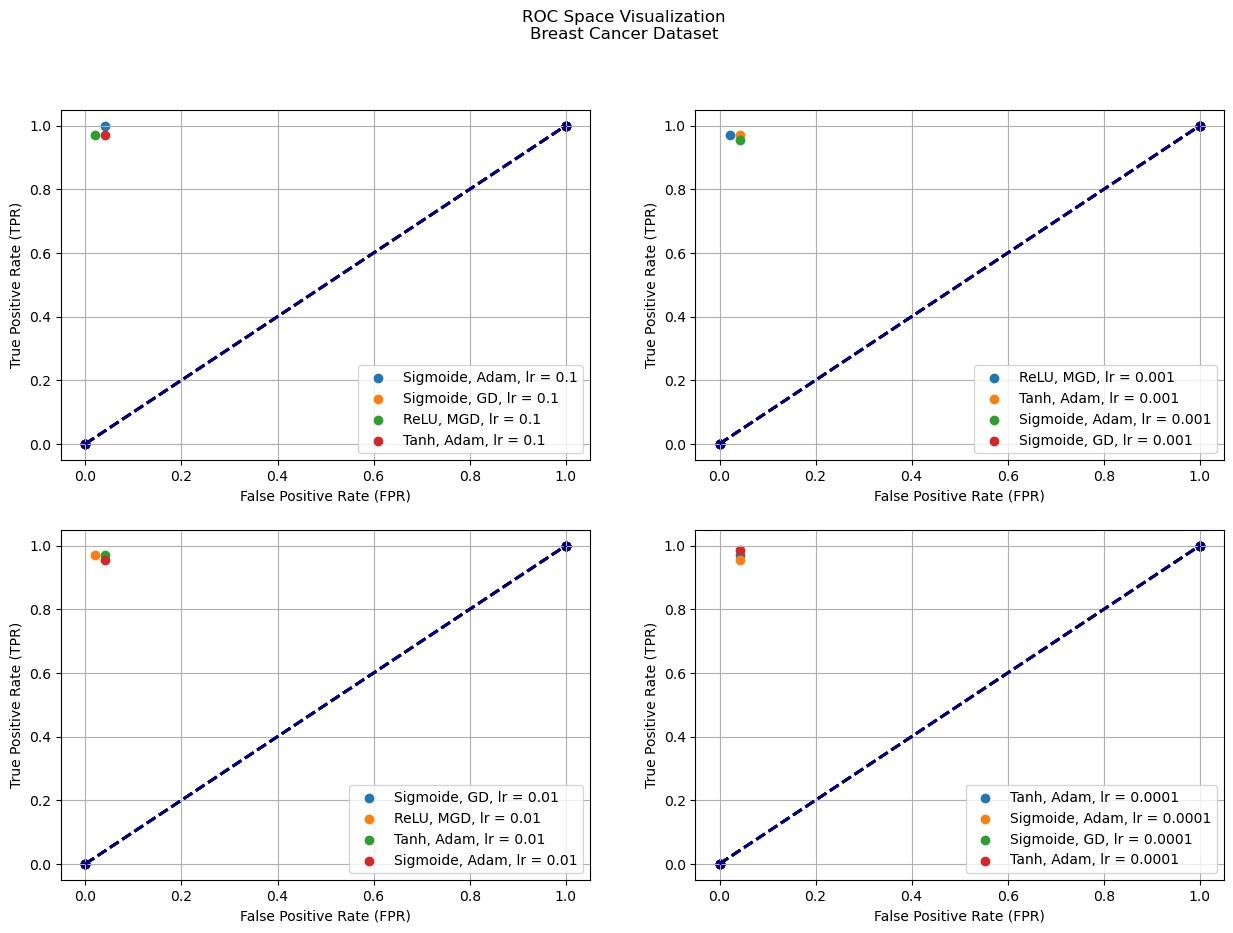 ROC Space Visualization
Breast Cancer Dataset
True Positive Rate (TPR)
1.0
0.8
0.6
0.4
0.2
0.0
Sigmoide, Adam, lr = 0.1
Sigmoide, GD, lr = 0.1
ReLU, MGD, lr = 0.1
Tanh, Adam, lr = 0.1
0.0 0.2 0.4 0.6 0.8 1.0
False Positive Rate (FPR)
True Positive Rate (TPR)
1.0
0.8
0.6
0.4
0.2
0.0
ReLU, MGD, lr = 0.001
Tanh, Adam, lr = 0.001
Sigmoide, Adam, lr = 0.001
Sigmoide, GD, lr = 0.001
0.0 0.2 0.4 0.6 0.8 1.0
False Positive Rate (FPR)
True Positive Rate (TPR)
1.0
0.8
0.6
0.4
0.2
0.0
Sigmoide, GD, lr = 0.01
ReLU, MGD, lr = 0.01
Tanh, Adam, lr = 0.01
Sigmoide, Adam, lr = 0.01
0.0 0.2 0.4 0.6 0.8 1.0
False Positive Rate (FPR)
True Positive Rate (TPR)
1.0
0.8
0.6
0.4
0.2
0.0
Tanh, Adam, lr = 0.0001
Sigmoide, Adam, lr = 0.0001
Sigmoide, GD, lr = 0.0001
Tanh, Adam, lr = 0.0001
0.0 0.2 0.4 0.6 0.8 1.0
False Positive Rate (FPR)